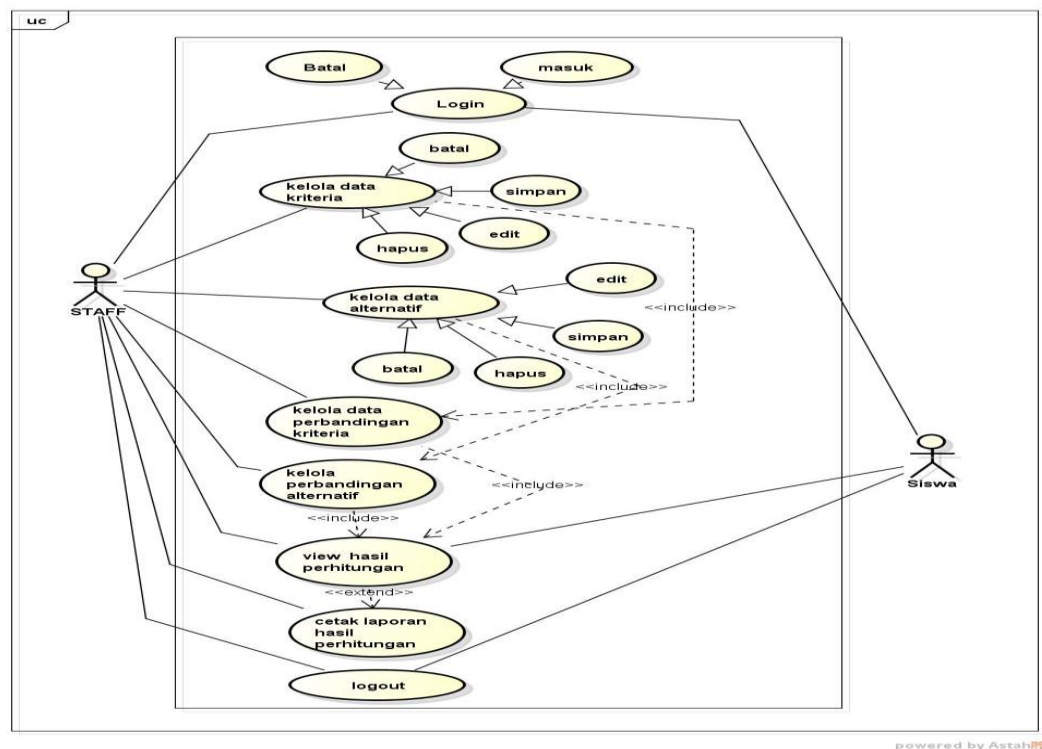 uc
Batal
masuk
Login
batal
kelola data
kriteria
simpan
edit
hapus
edit
kelola data
alternatif
<<include>>
STAFF
simpan
batal
hapus
<<include>>
kelola data
perbandingan
kriteria
kelola
perbandingan
alternatif
<<include>>
Siswa
<<include>>
view hasil
perhitungan
<<extend>>
cetak laporan
hasil
perhitungan
logout
powered by Astah